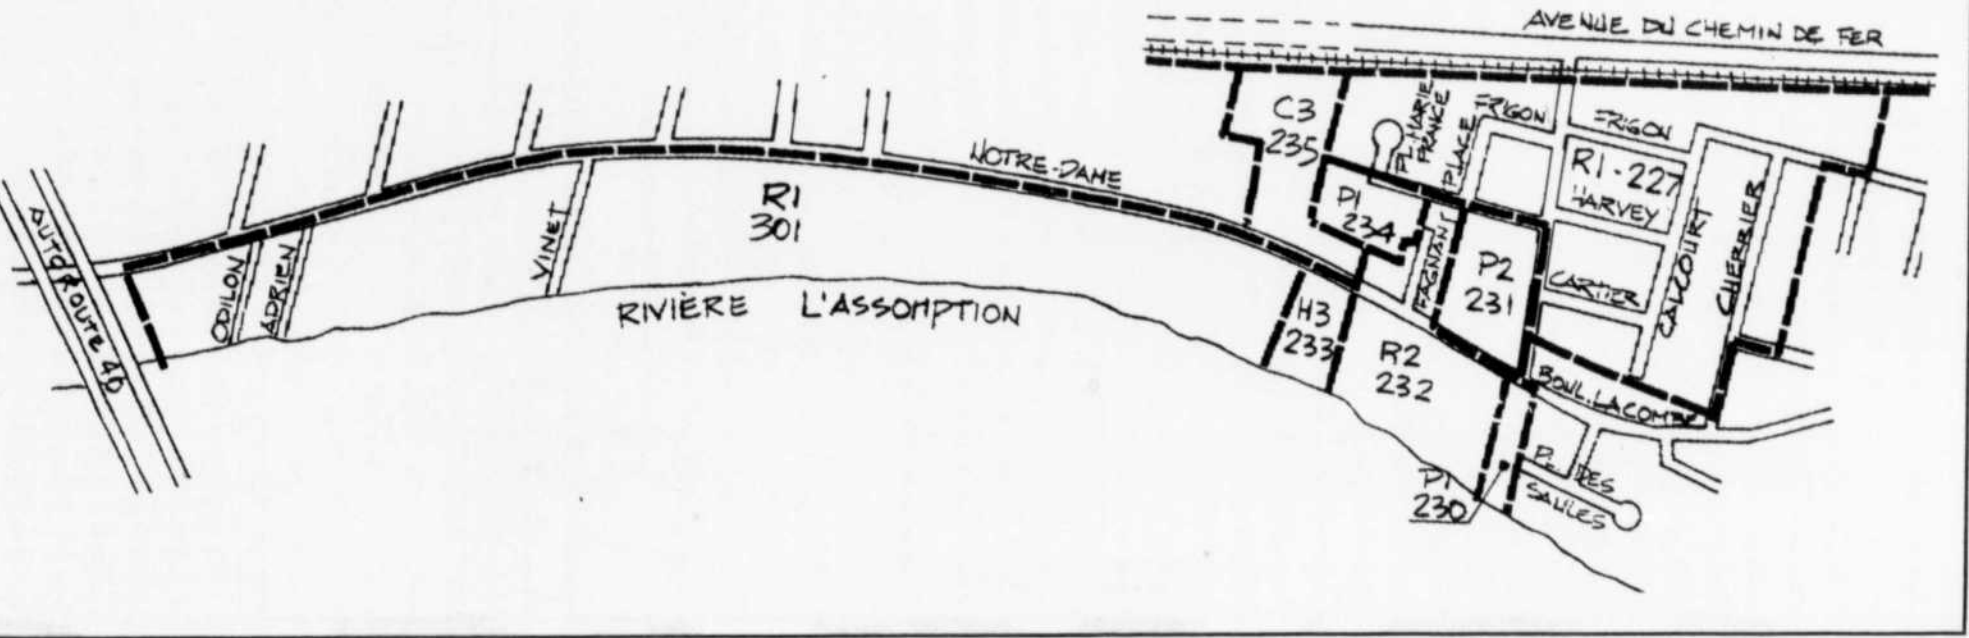 AVENUE DU CHEMIN DE FER
C3
235
PL. MARIE
FRANCE
PLACE
FRIGON
FRIGON
R1-227
HARVEY
NOTRE-DAME
R1
301
P1
234
FAGNANT
P2
231
CARTIER
CALCOURT
CHERRIER
AUTOROUTE 40
ODILON
ADRIEN
VINET
RIVIÈRE L'ASSOMPTION
H3
233
R2
232
BOUL. LACOMBE
P1
230
PL. DES
SAULES